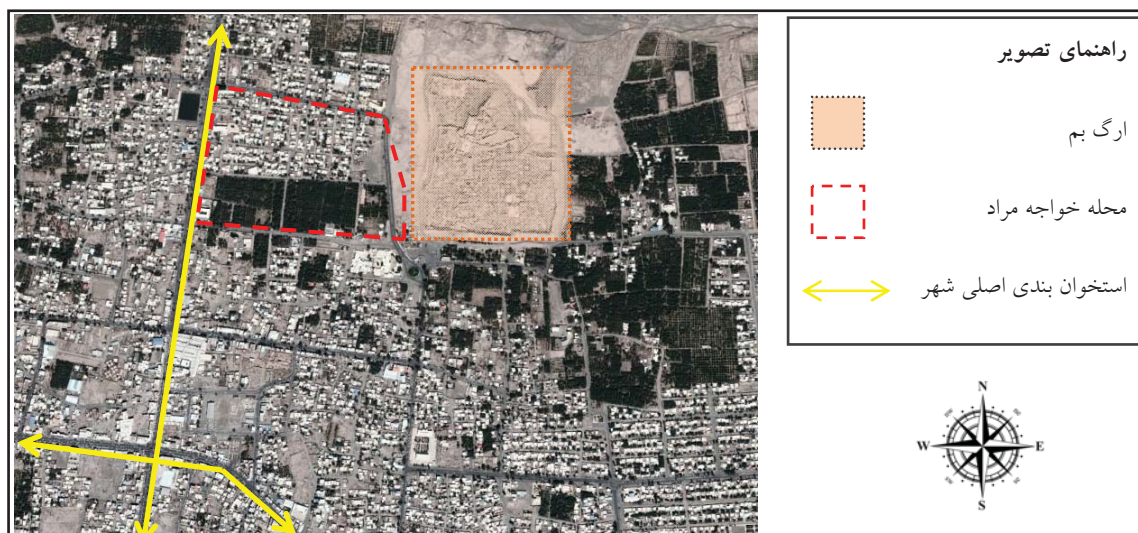 راهنمای تصویر
ارگ بم
محله خواجه مراد
استخوان بندی اصلی شهر
N
W E
S